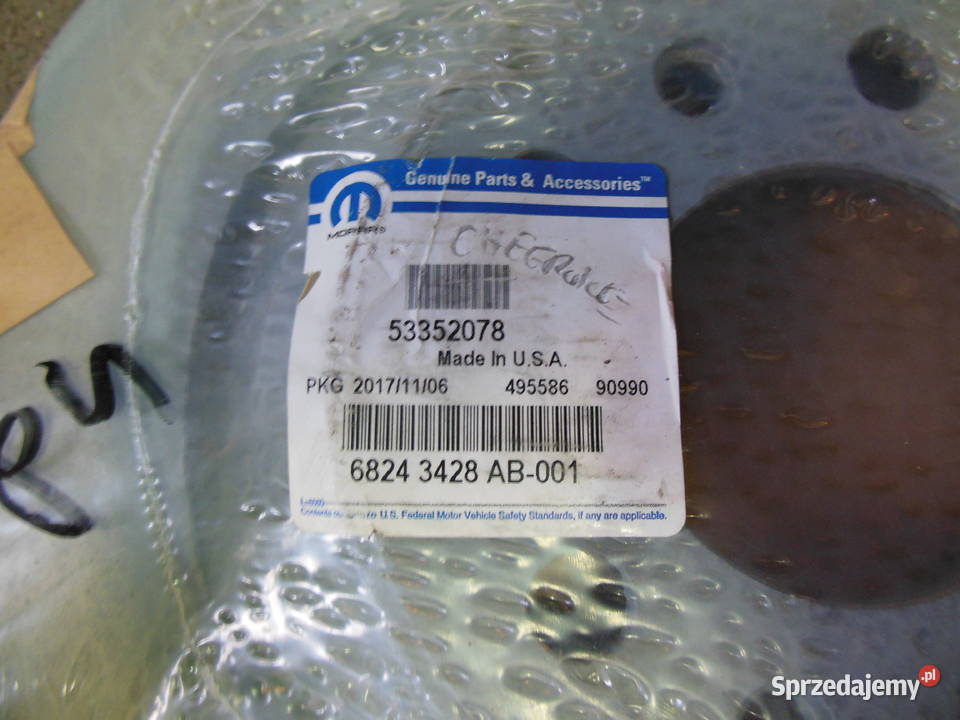 Genuine Parts & Accessories™
MOPAR®
CHEEROKEE
53352078
Made In U.S.A.
PKG 2017/11/06 495586 90990
6824 3428 AB-001
U.S. Federal Motor Vehicle Safety Standards, if any are applicable.
Sprzedajemy.pl